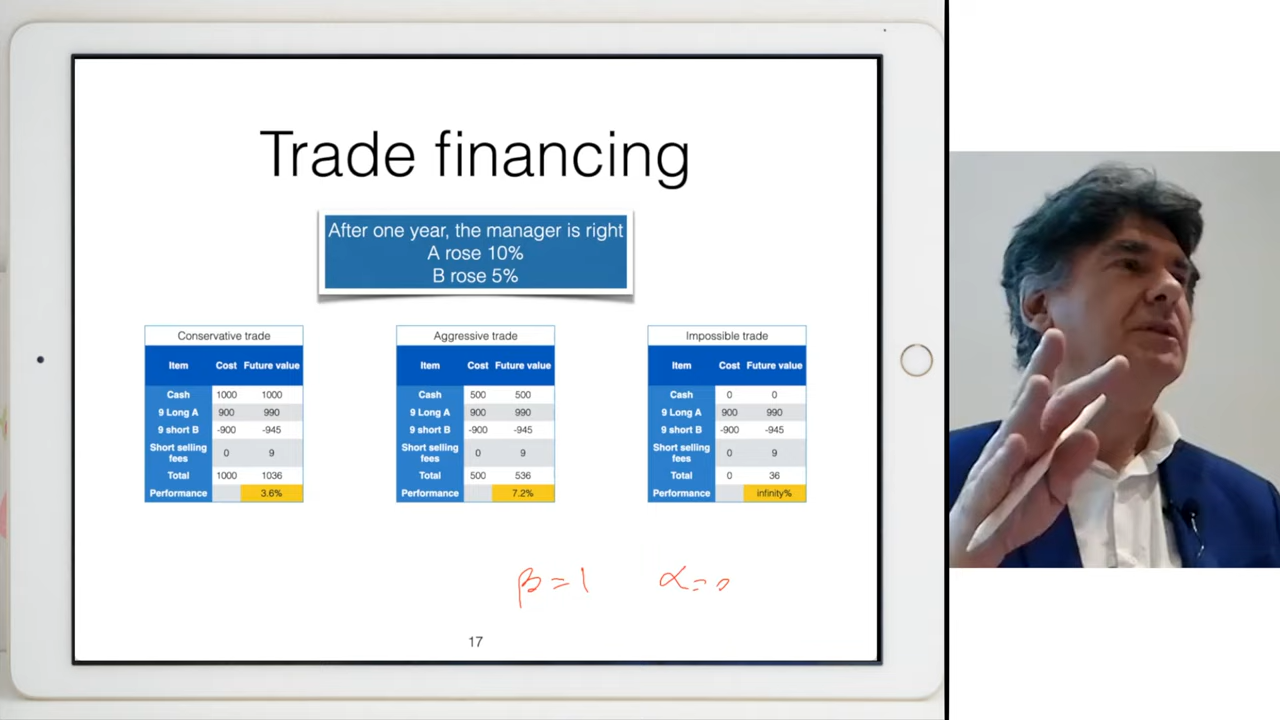 Trade financing
After one year, the manager is right
A rose 10%
B rose 5%
Conservative trade
Item Cost Future value
Cash 1000 1000
9 Long A 900 990
9 short B -900 -945
Short selling
fees 0 9
Total 1000 1036
Performance 3.6%
Aggressive trade
Item Cost Future value
Cash 500 500
9 Long A 900 990
9 short B -900 -945
Short selling
fees 0 9
Total 500 536
Performance 7.2%
Impossible trade
Item Cost Future value
Cash 0 0
9 Long A 900 990
9 short B -900 -945
Short selling
fees 0 9
Total 0 36
Performance infinity%
β = 1 α =
17